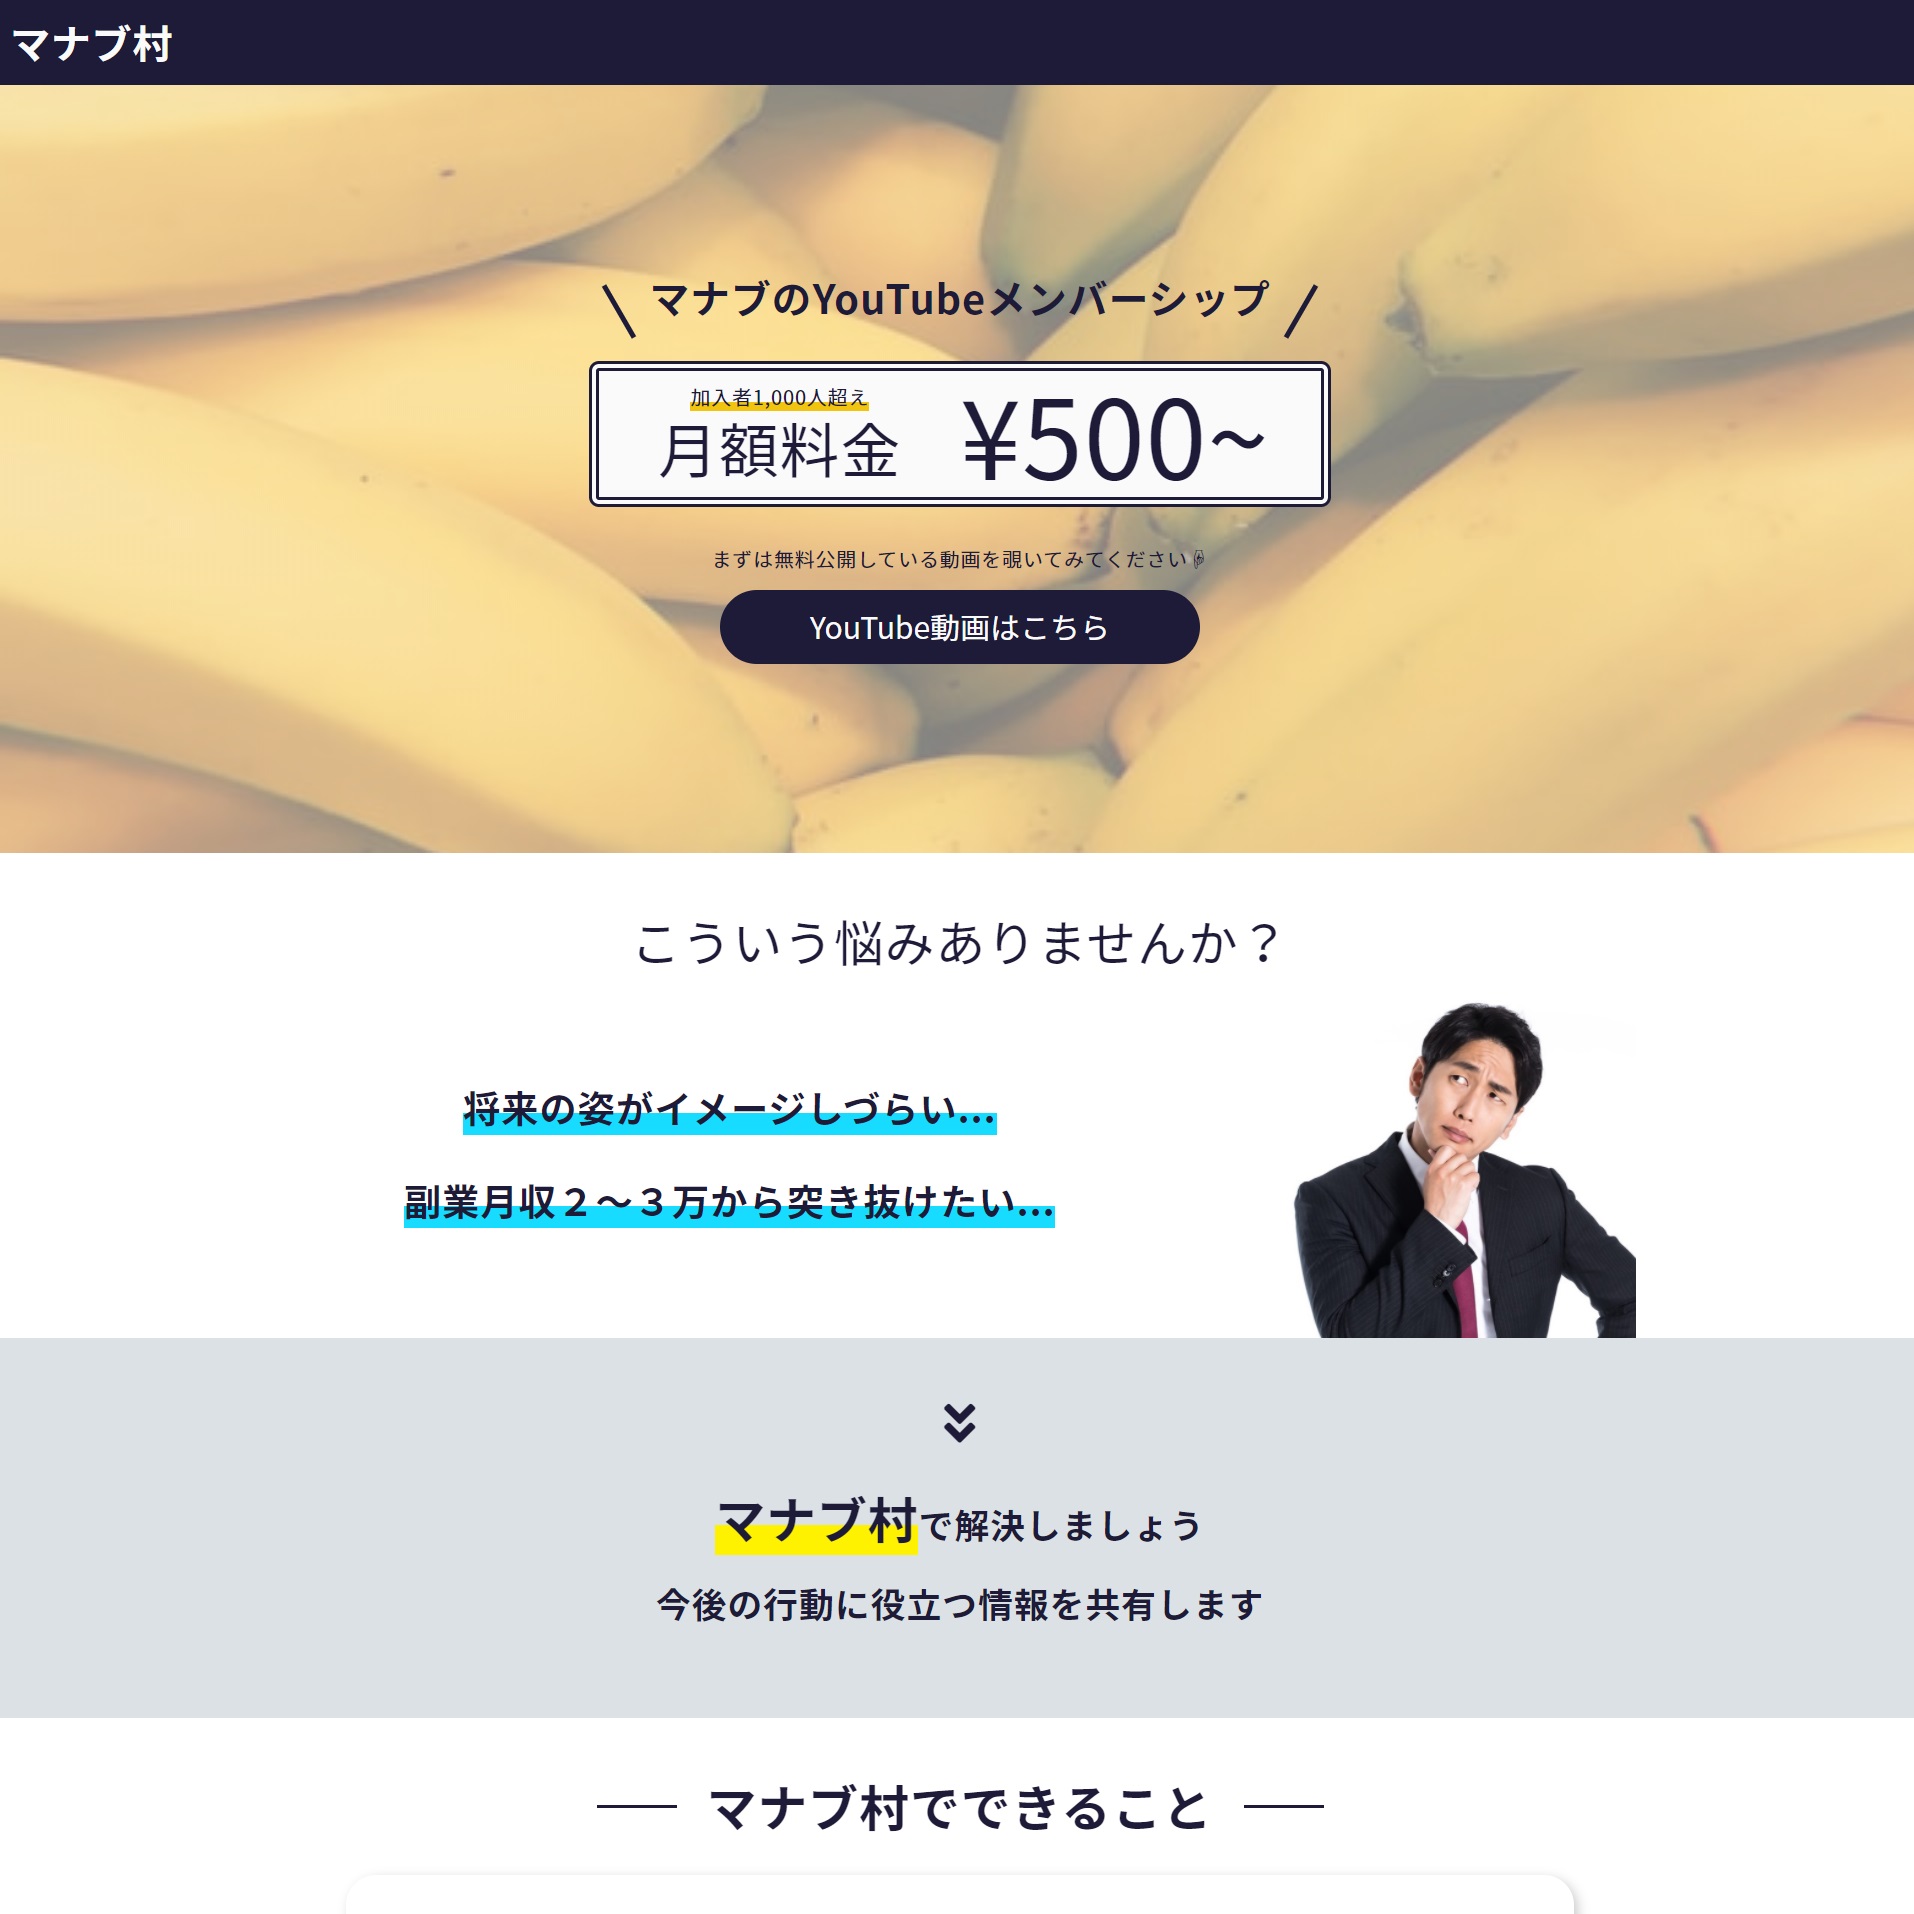 マナブ村
マナブのYouTubeメンバーシップ
加入者1,000人超え
月額料金
¥500~
まずは無料公開している動画を覗いてみてください☟
YouTube動画はこちら
こういう悩みありませんか？
将来の姿がイメージしづらい...
副業月収２〜３万から突き抜けたい...
マナブ村で解決しましょう
今後の行動に役立つ情報を共有します
マナブ村でできること